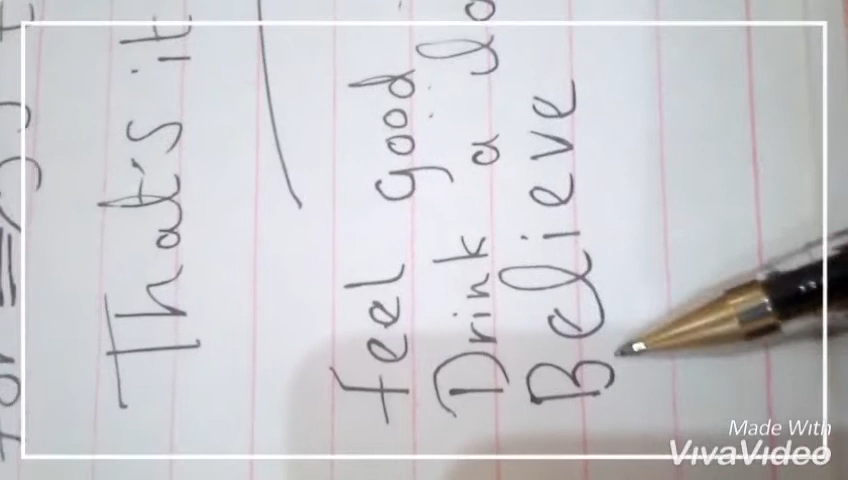 That's it
feel good
Drink a
Believe
Made With
VivaVideo